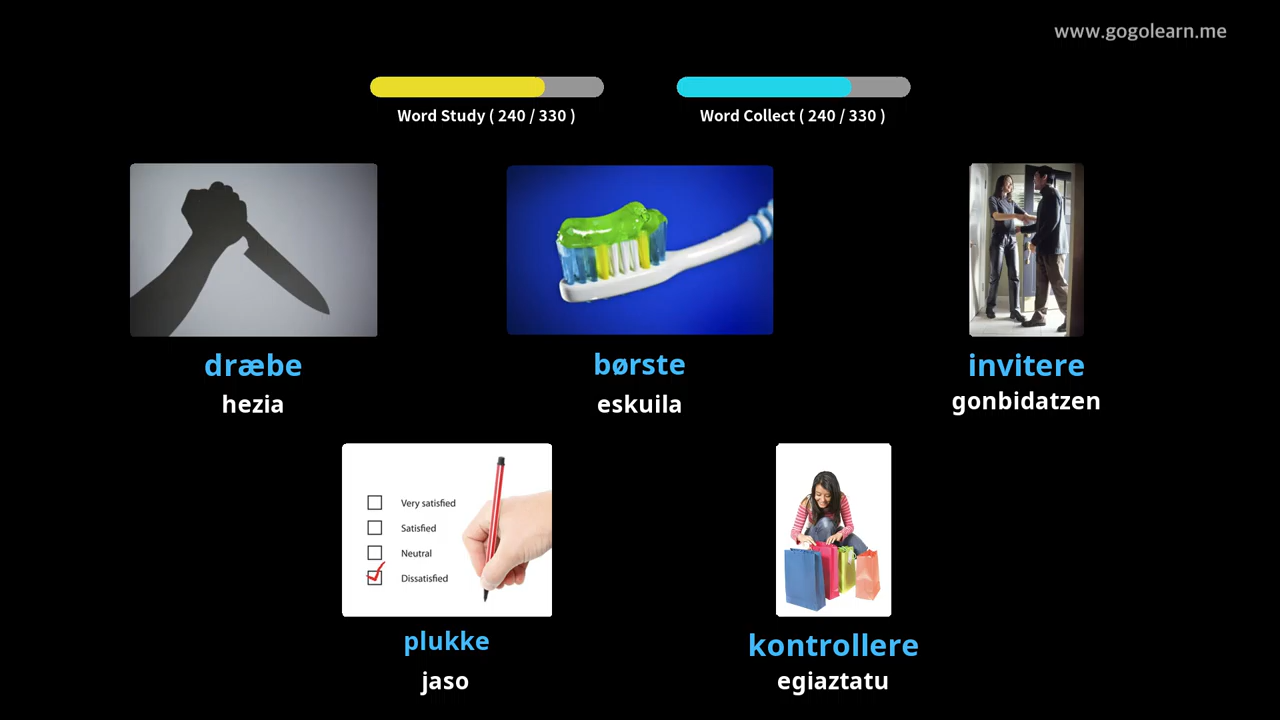 www.gogolearn.me
Word Study ( 240 / 330 )
Word Collect ( 240 / 330 )
dræbe
hezia
børste
eskuila
invitere
gonbidatzen
Very satisfied
Satisfied
Neutral
Dissatisfied
plukke
jaso
kontrollere
egiaztatu